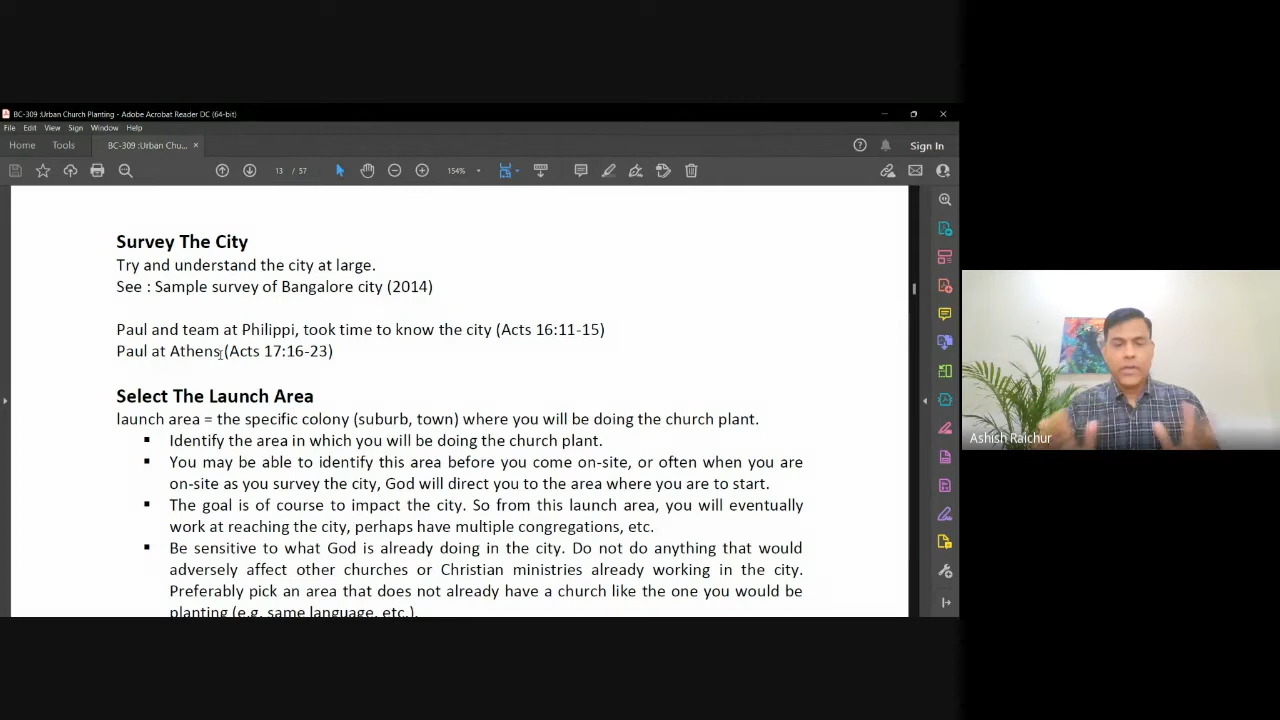 BC-309 :Urban Church Planting - Adobe Acrobat Reader DC (64-bit)
File Edit View Sign Window Help
Home Tools BC-309 :Urban Chu... × Sign In
13 / 57 154%
Survey The City
Try and understand the city at large.
See : Sample survey of Bangalore city (2014)
Paul and team at Philippi, took time to know the city (Acts 16:11-15)
Paul at Athens (Acts 17:16-23)
Select The Launch Area
launch area = the specific colony (suburb, town) where you will be doing the church plant.
▪ Identify the area in which you will be doing the church plant.
▪ You may be able to identify this area before you come on-site, or often when you are
on-site as you survey the city, God will direct you to the area where you are to start.
▪ The goal is of course to impact the city. So from this launch area, you will eventually
work at reaching the city, perhaps have multiple congregations, etc.
▪ Be sensitive to what God is already doing in the city. Do not do anything that would
adversely affect other churches or Christian ministries already working in the city.
Preferably pick an area that does not already have a church like the one you would be
planting (e.g. same language, etc.).
Ashish Raichur